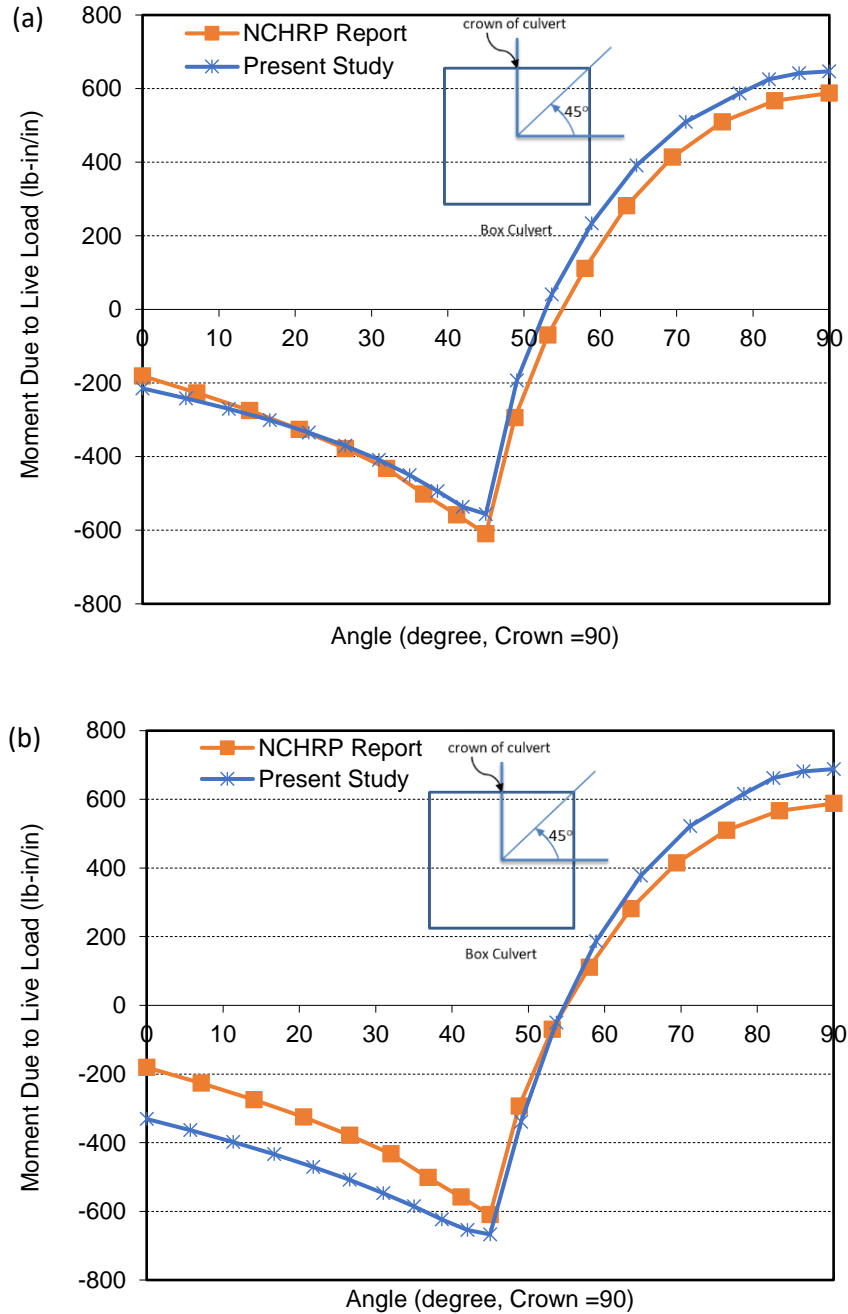 (a)
800
600
400
200
0
-200
-400
-600
-800
Moment Due to Live Load (lb-in/in)
NCHRP Report
Present Study
crown of culvert
45°
Box Culvert
0 10 20 30 40 50 60 70 80 90
Angle (degree, Crown =90)
(b)
800
600
400
200
0
-200
-400
-600
-800
Moment Due to Live Load (lb-in/in)
NCHRP Report
Present Study
crown of culvert
45°
Box Culvert
0 10 20 30 40 50 60 70 80 90
Angle (degree, Crown =90)